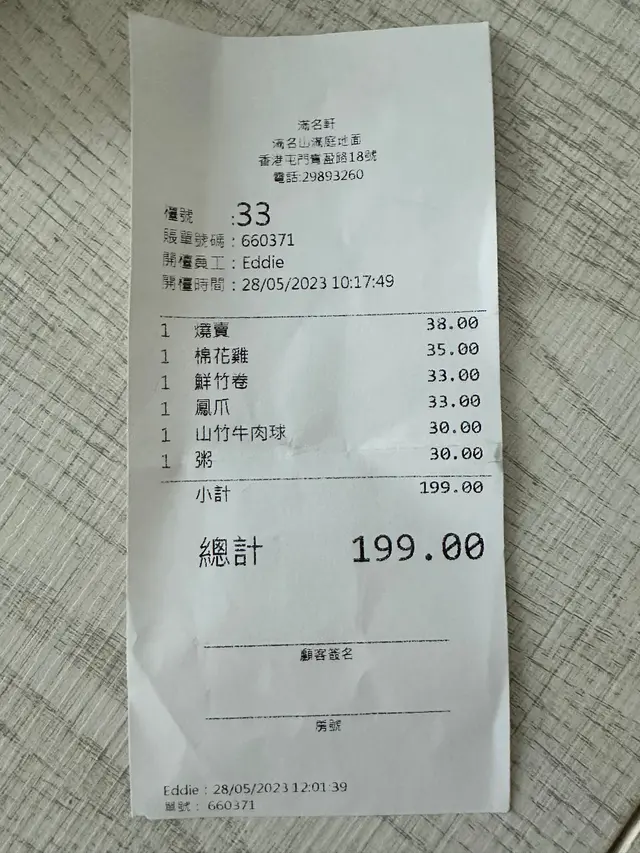 滿名軒
滿名山滿庭地面
香港屯門寶盈路18號
電話:29893260
檯號 :33
賬單號碼 : 660371
開檯員工 : Eddie
開檯時間 : 28/05/2023 10:17:49
1 燒賣 38.00
1 棉花雞 35.00
1 鮮竹卷 33.00
1 鳳爪 33.00
1 山竹牛肉球 30.00
1 粥 30.00
小計 199.00
總計 199.00
顧客簽名
房號
Eddie : 28/05/2023 12:01:39
單號 : 660371